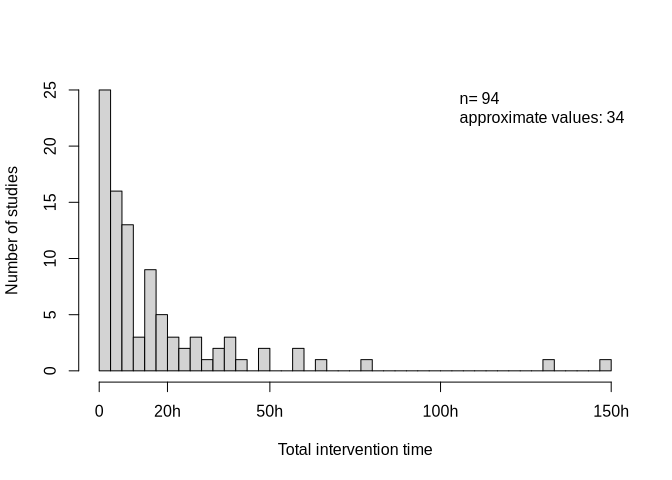 n= 94
approximate values: 34
25
20
15
10
5
0
Number of studies
0 20h 50h 100h 150h
Total intervention time